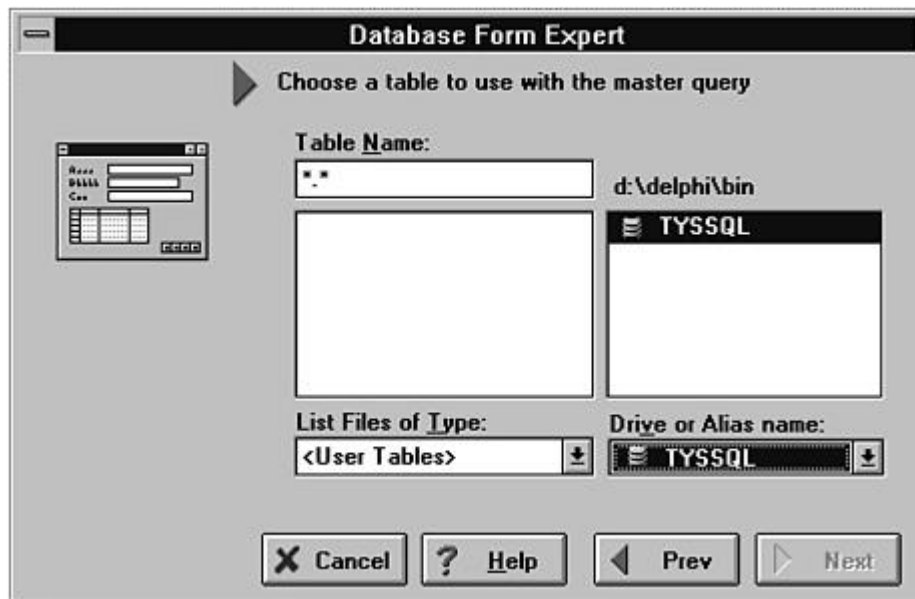 Database Form Expert
Choose a table to use with the master query
Table Name:
*.*
d:\delphi\bin
TYSSQL
List Files of Type:
<User Tables>
Drive or Alias name:
TYSSQL
Cancel
? Help
Prev
Next